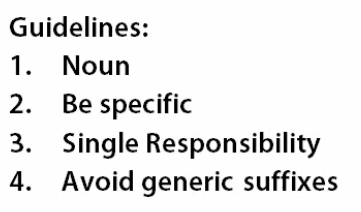 Guidelines:
1. Noun
2. Be specific
3. Single Responsibility
4. Avoid generic suffixes